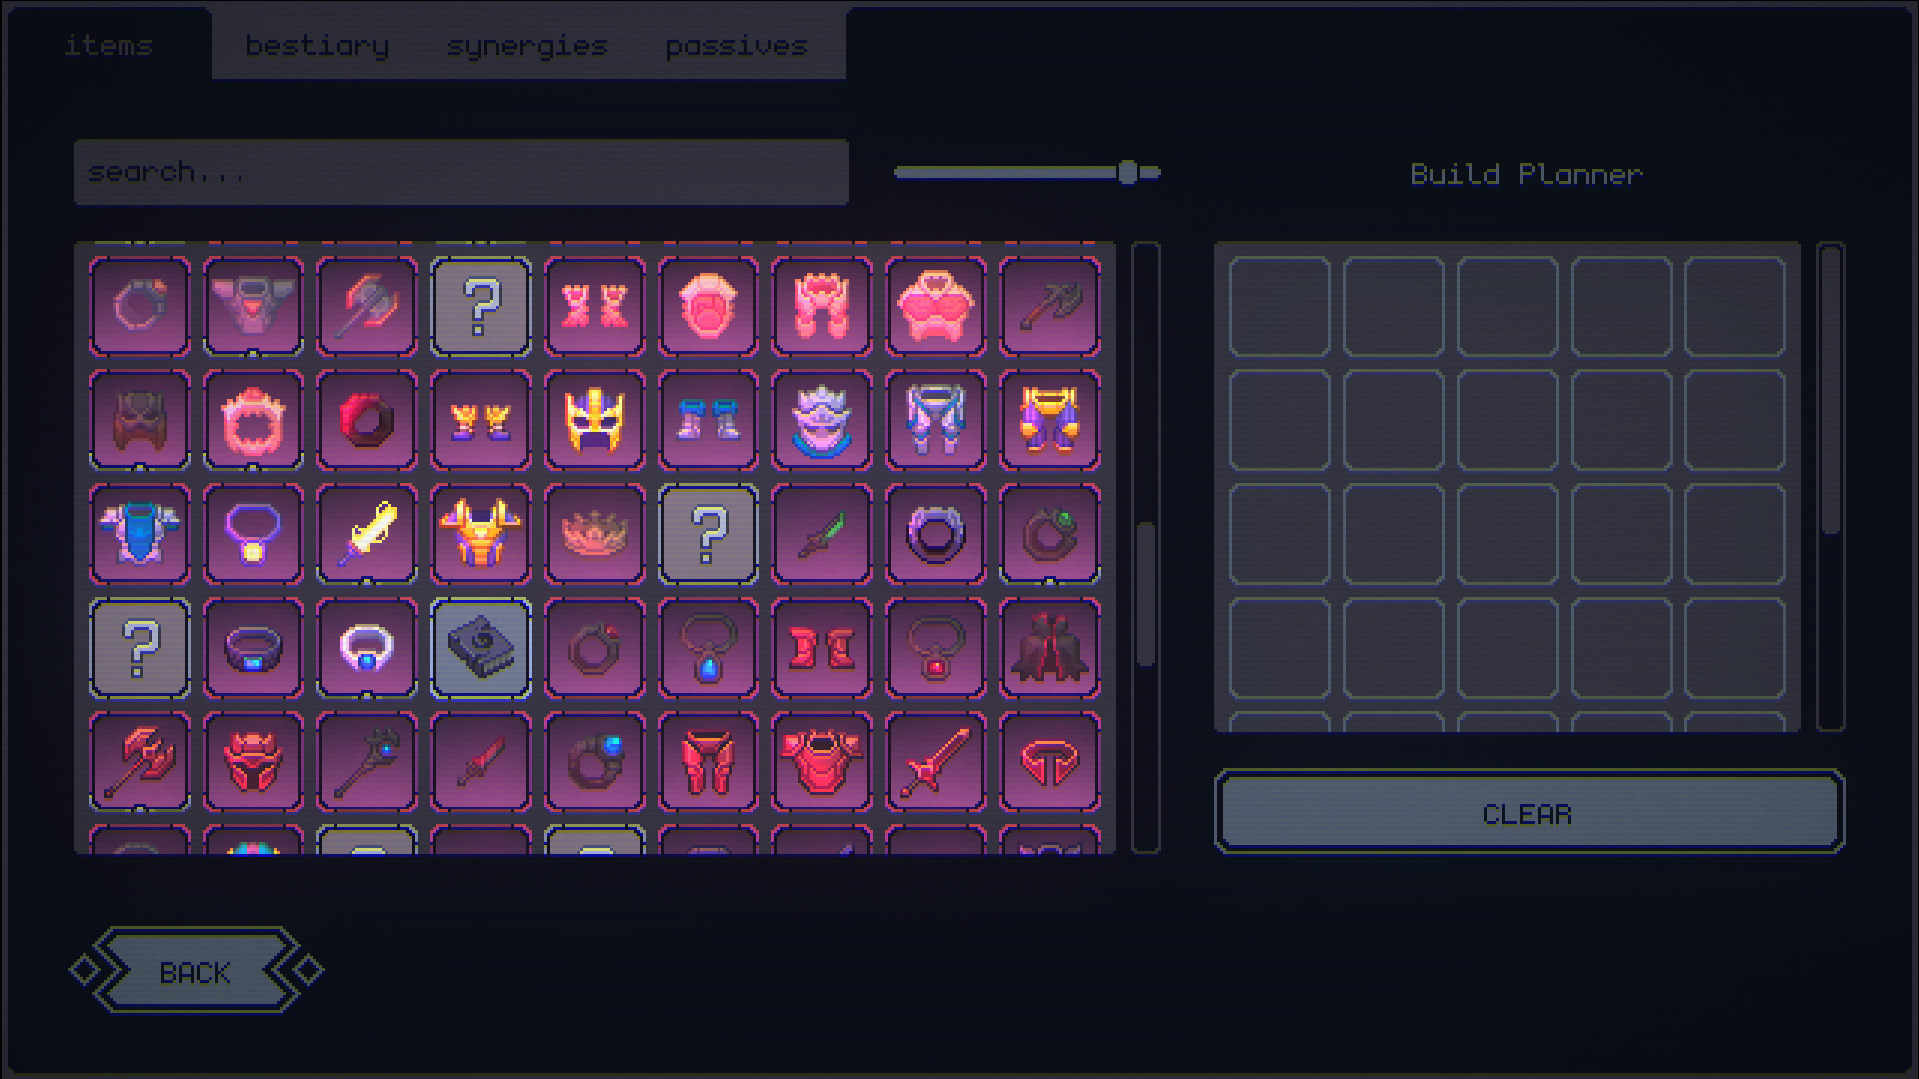 items bestiary synergies passives
search...
Build Planner
?
?
?
CLEAR
BACK